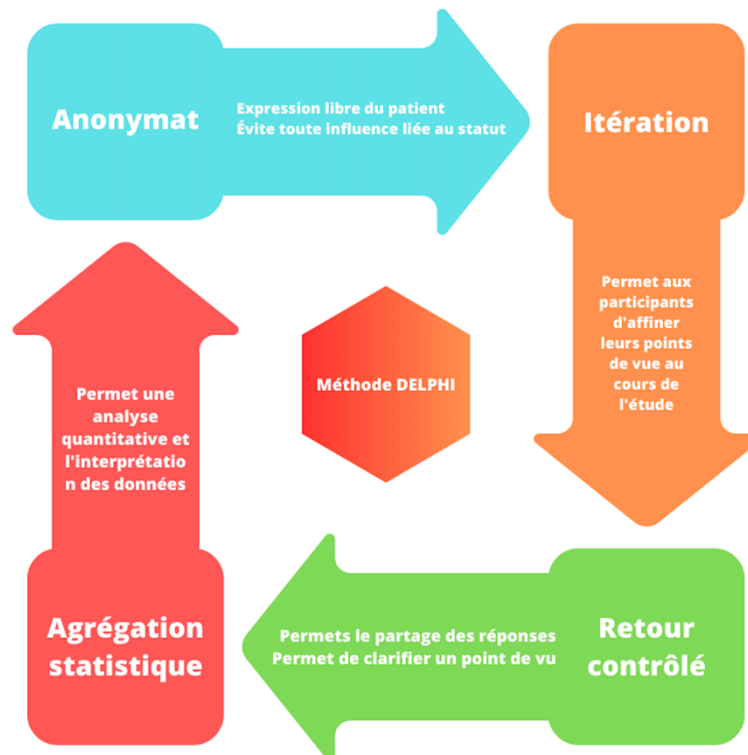 Anonymat
Expression libre du patient
Évite toute influence liée au statut
Itération
Permet aux
participants
d'affiner
leurs points
de vue au
cours de
l'étude
Méthode DELPHI
Permet une
analyse
quantitative et
l'interprétatio
n des données
Agrégation
statistique
Permets le partage des réponses
Permet de clarifier un point de vu
Retour
contrôlé